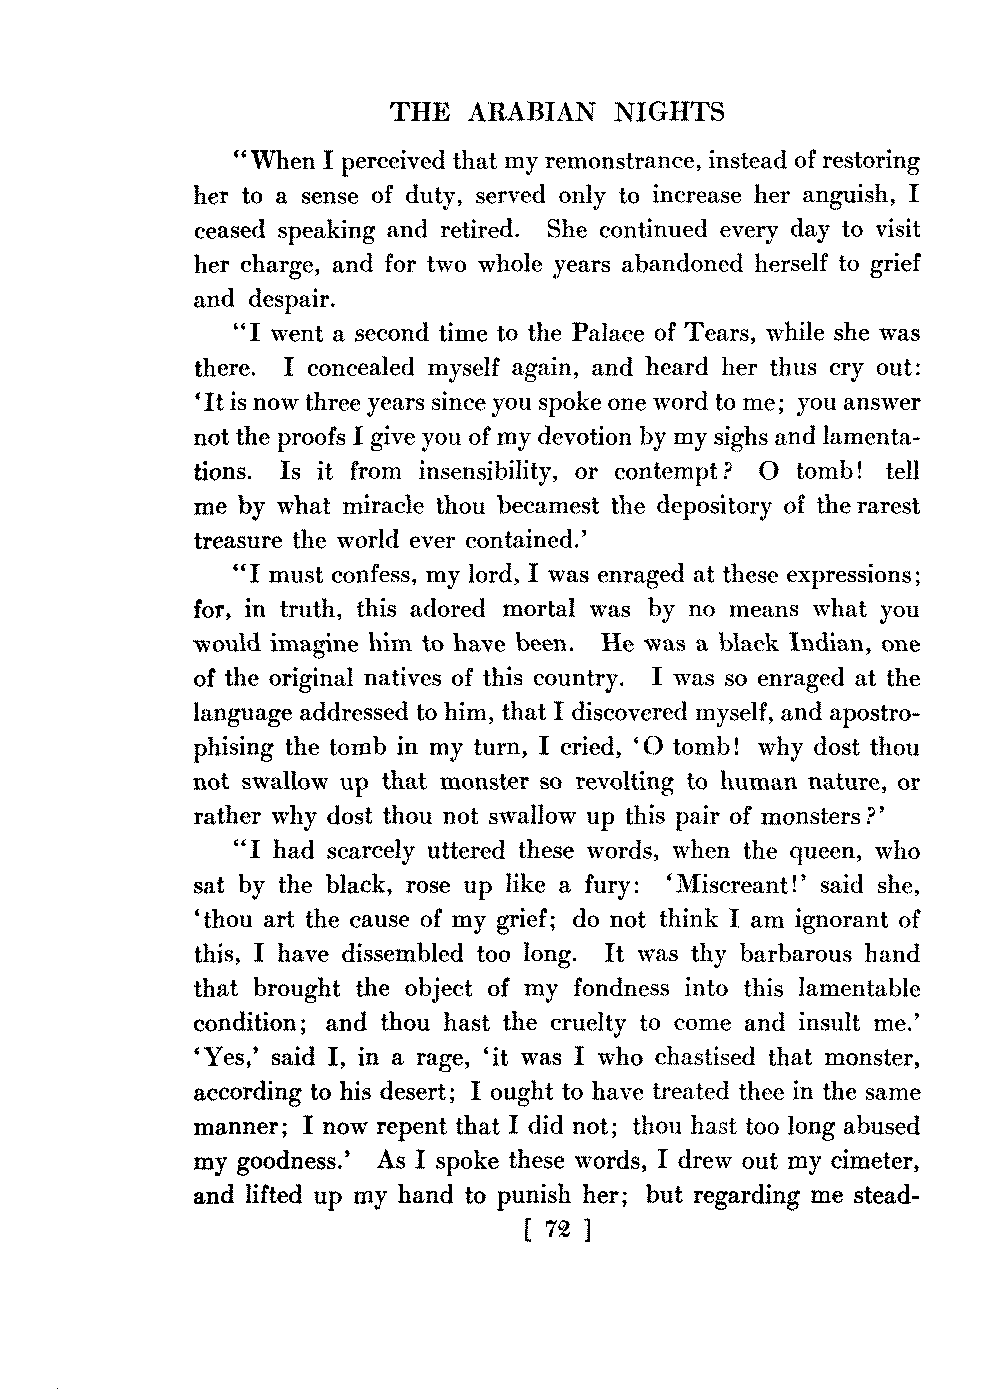 THE ARABIAN NIGHTS
"When I perceived that my remonstrance, instead of restoring
her to a sense of duty, served only to increase her anguish, I
ceased speaking and retired. She continued every day to visit
her charge, and for two whole years abandoned herself to grief
and despair.
"I went a second time to the Palace of Tears, while she was
there. I concealed myself again, and heard her thus cry out:
'It is now three years since you spoke one word to me; you answer
not the proofs I give you of my devotion by my sighs and lamenta-
tions. Is it from insensibility, or contempt? O tomb! tell
me by what miracle thou becamest the depository of the rarest
treasure the world ever contained.'
"I must confess, my lord, I was enraged at these expressions;
for, in truth, this adored mortal was by no means what you
would imagine him to have been. He was a black Indian, one
of the original natives of this country. I was so enraged at the
language addressed to him, that I discovered myself, and apostro-
phising the tomb in my turn, I cried, 'O tomb! why dost thou
not swallow up that monster so revolting to human nature, or
rather why dost thou not swallow up this pair of monsters?'
"I had scarcely uttered these words, when the queen, who
sat by the black, rose up like a fury: 'Miscreant!' said she,
'thou art the cause of my grief; do not think I am ignorant of
this, I have dissembled too long. It was thy barbarous hand
that brought the object of my fondness into this lamentable
condition; and thou hast the cruelty to come and insult me.'
'Yes,' said I, in a rage, 'it was I who chastised that monster,
according to his desert; I ought to have treated thee in the same
manner; I now repent that I did not; thou hast too long abused
my goodness.' As I spoke these words, I drew out my cimeter,
and lifted up my hand to punish her; but regarding me stead-
[ 72 ]